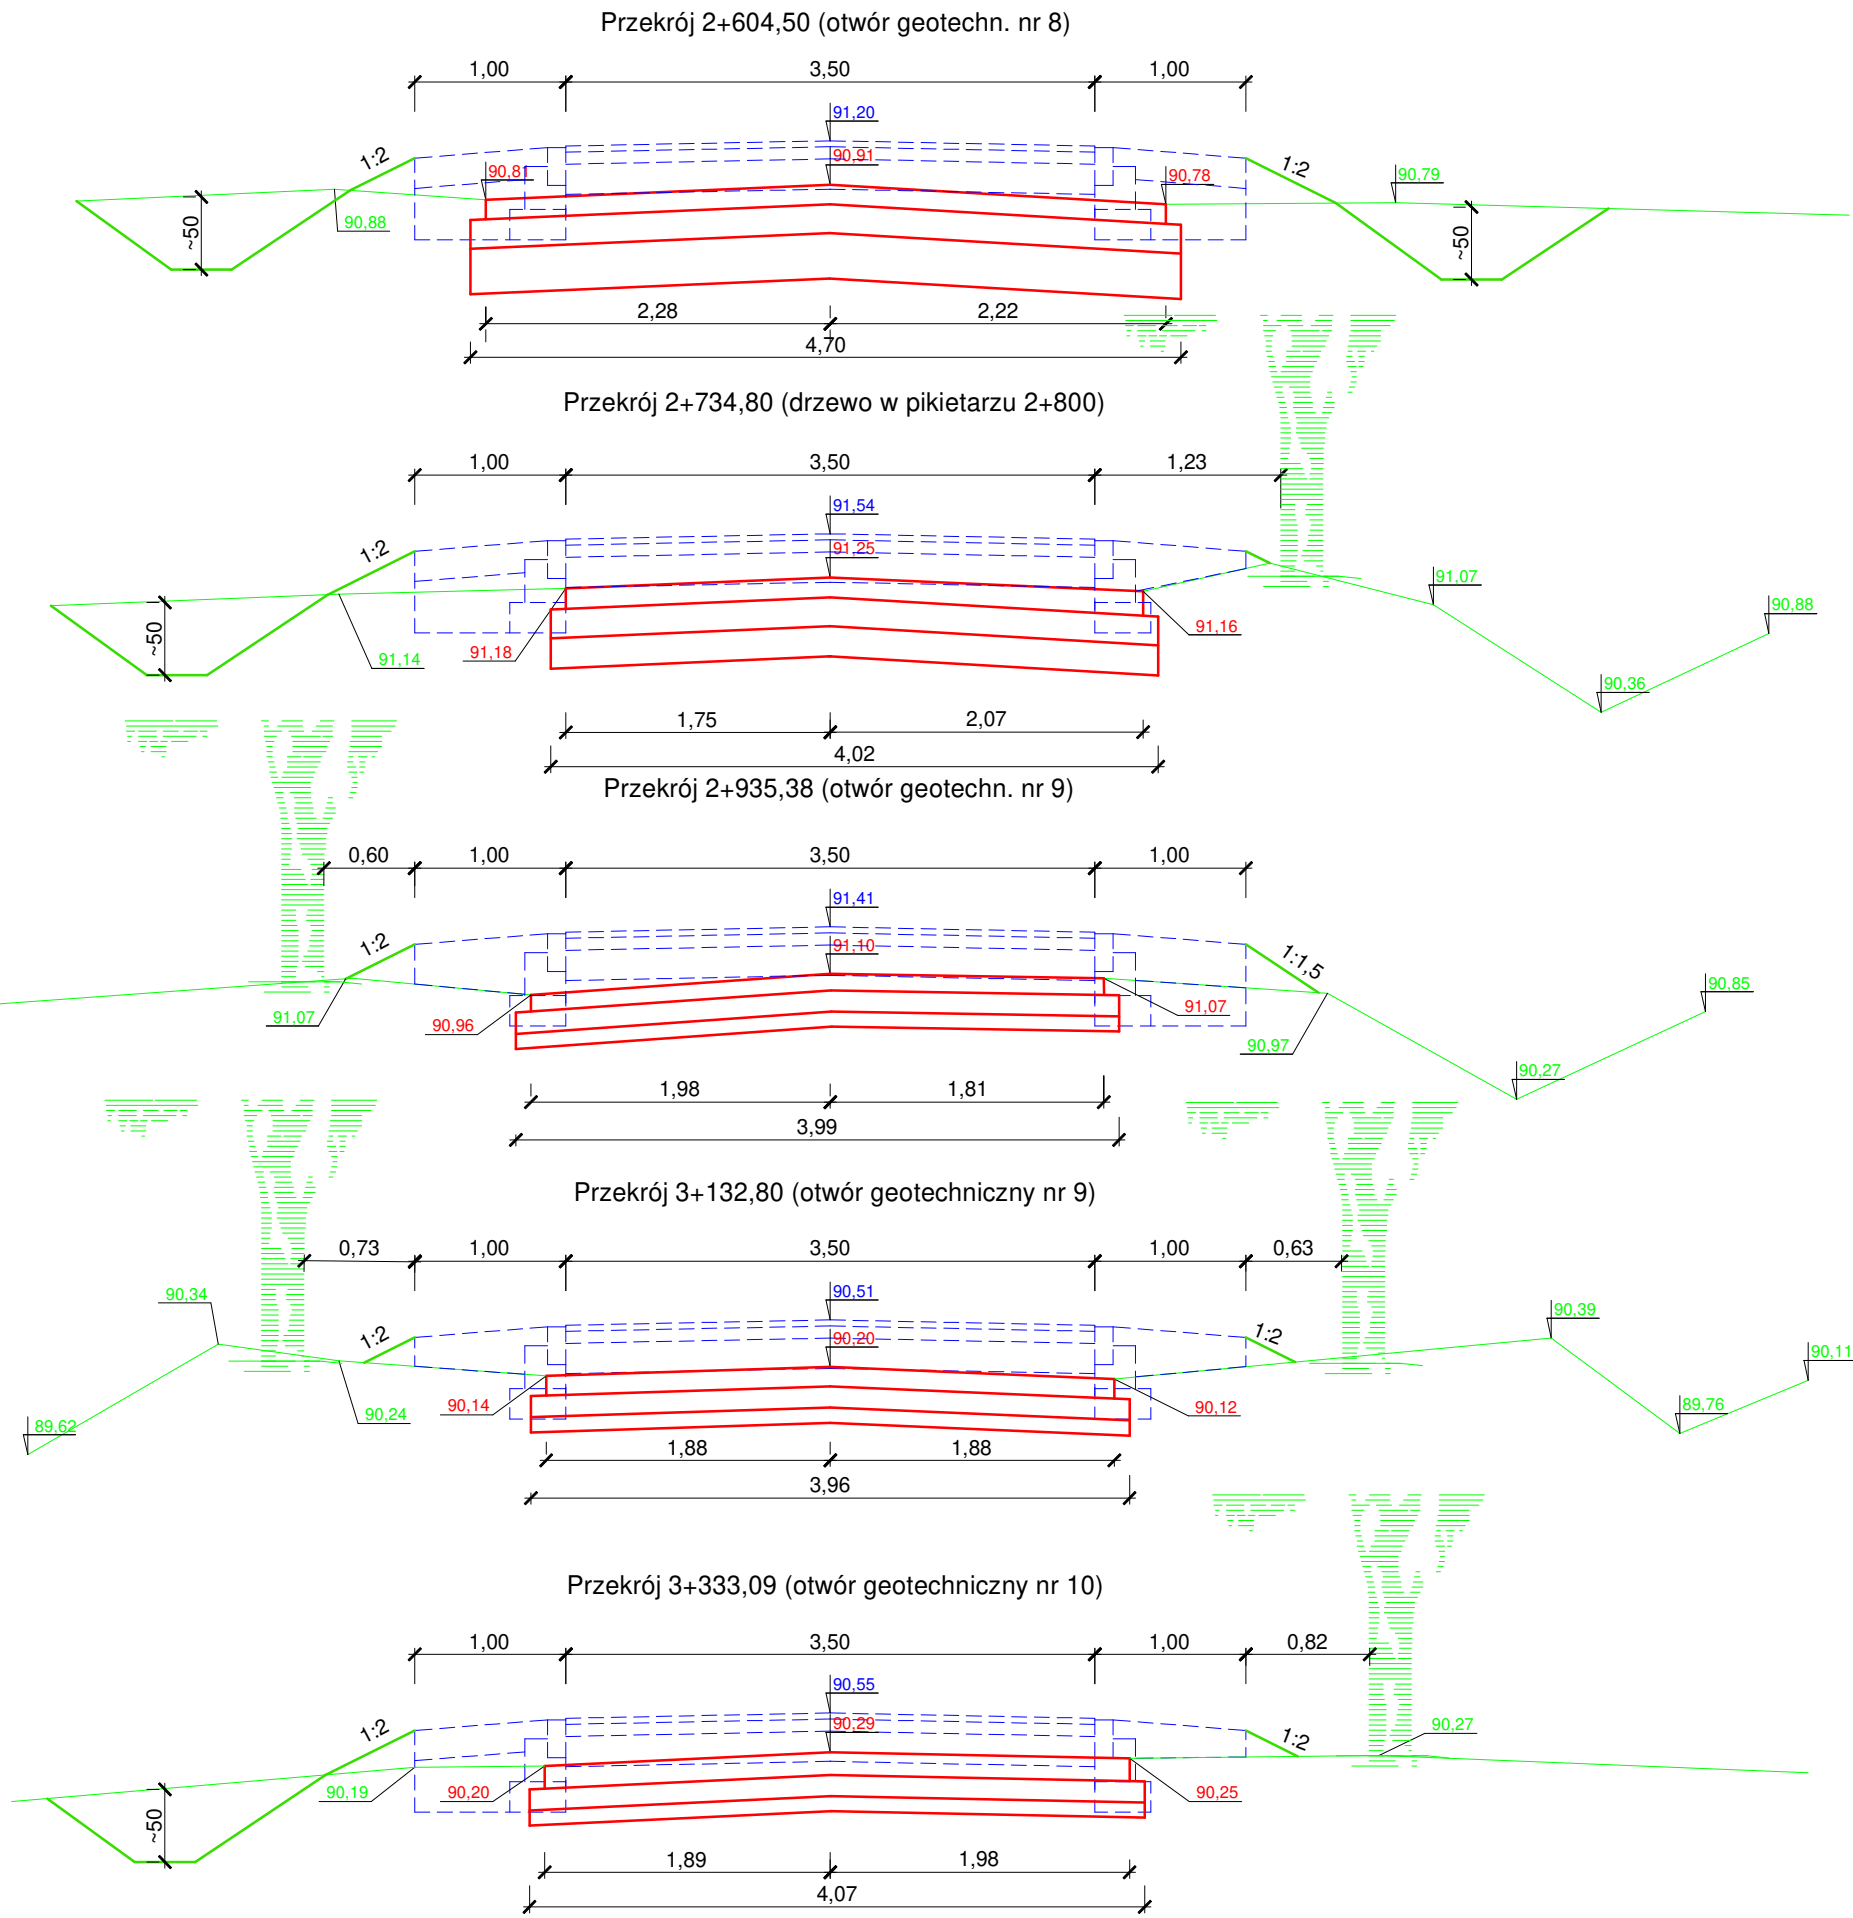 Przekrój 2+604,50 (otwór geotechn. nr 8)
1,00 3,50 1,00
91,20
1:2 90,91 1:2
90,81 90,78 90,79
90,88
~50 ~50
2,28 2,22
4,70
Przekrój 2+734,80 (drzewo w pikietarzu 2+800)
1,00 3,50 1,23
91,54
1:2 91,25
91,07
90,88
~50
91,14 91,18 91,16
90,36
1,75 2,07
4,02
Przekrój 2+935,38 (otwór geotechn. nr 9)
0,60 1,00 3,50 1,00
91,41
1:2 91,10 1:1,5
90,85
91,07 90,96 91,07
90,97
90,27
1,98 1,81
3,99
Przekrój 3+132,80 (otwór geotechniczny nr 9)
0,73 1,00 3,50 1,00 0,63
90,34 90,51 90,39
1:2 90,20 1:2
90,11
90,14 90,12
89,62 90,24 89,76
1,88 1,88
3,96
Przekrój 3+333,09 (otwór geotechniczny nr 10)
1,00 3,50 1,00 0,82
90,55
1:2 90,29 1:2 90,27
90,19 90,20 90,25
~50
1,89 1,98
4,07